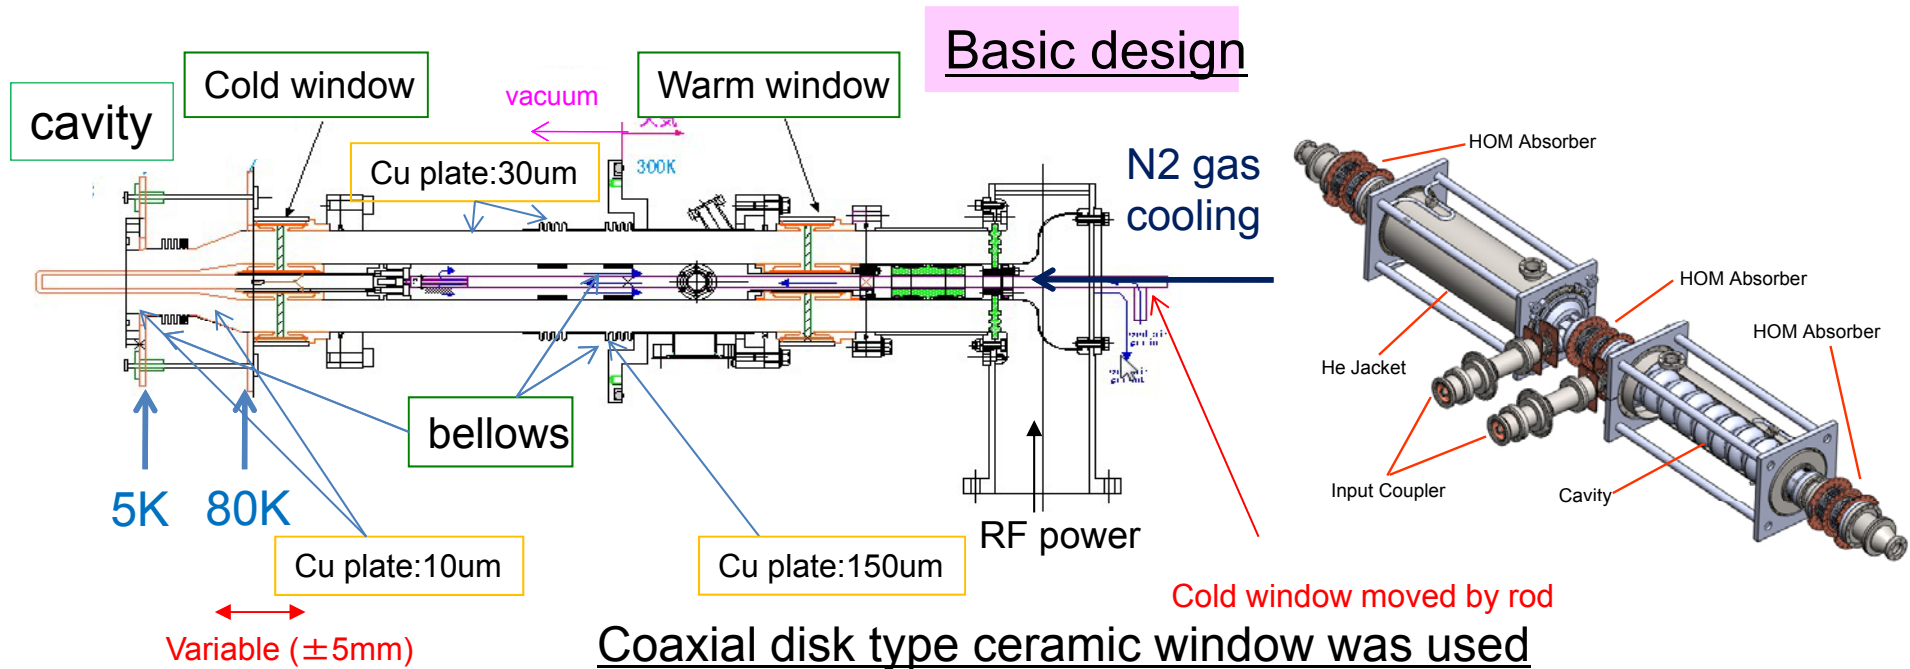 Basic design
Cold window
Warm window
cavity
vacuum
大気
300K
Cu plate:30um
N2 gas
cooling
HOM Absorber
HOM Absorber
HOM Absorber
He Jacket
Input Coupler
Cavity
bellows
5K
80K
Cu plate:10um
Cu plate:150um
RF power
Cold window moved by rod
Variable (±5mm)
Coaxial disk type ceramic window was used